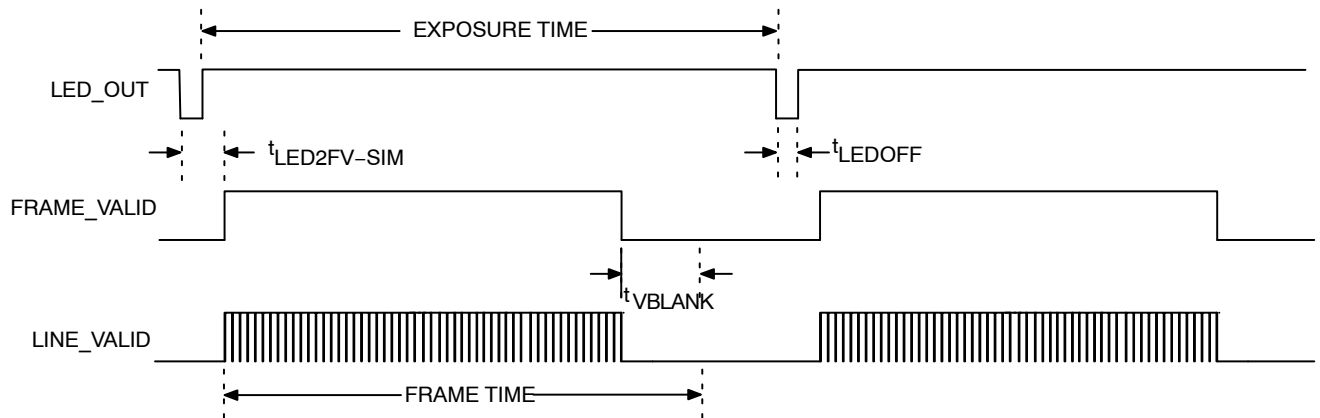 EXPOSURE TIME
LED_OUT
tLED2FV−SIM
tLEDOFF
FRAME_VALID
tVBLANK
LINE_VALID
FRAME TIME